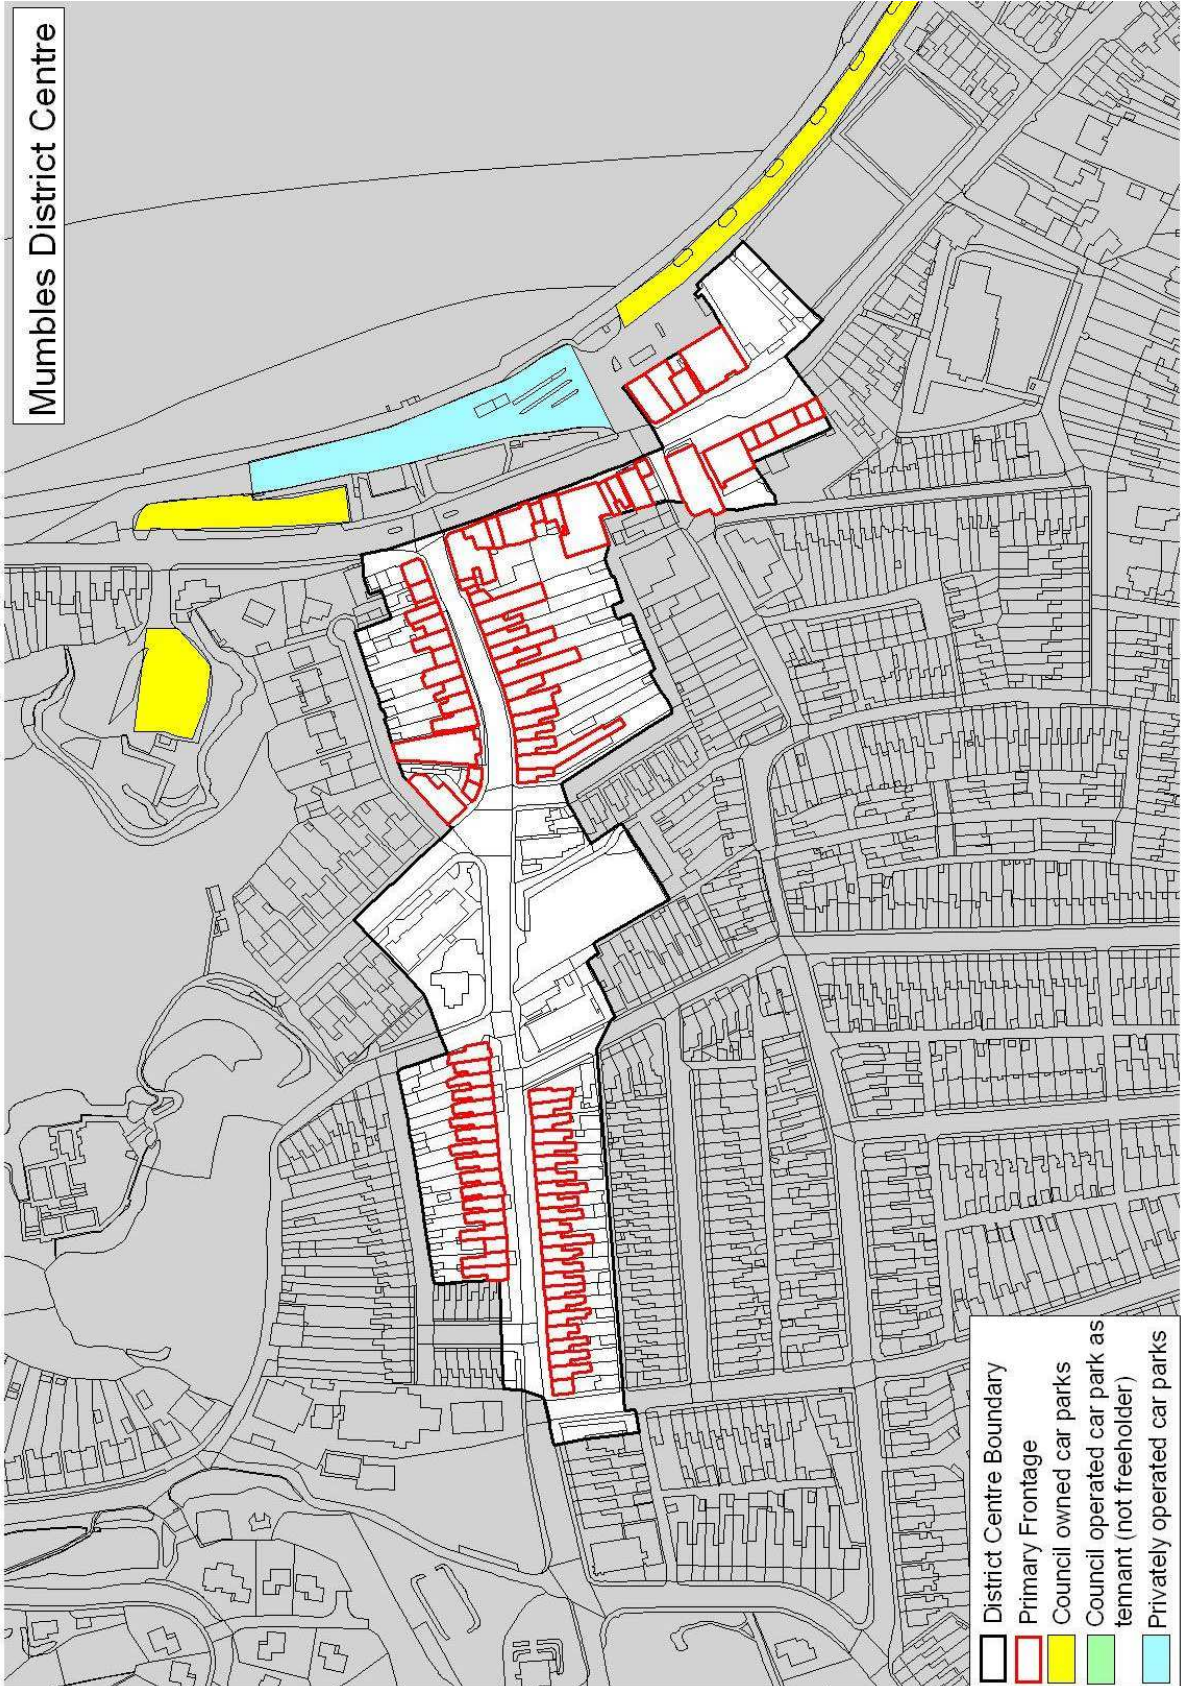 Mumbles District Centre
District Centre Boundary
Primary Frontage
Council owned car parks
Council operated car park as
tennant (not freeholder)
Privately operated car parks